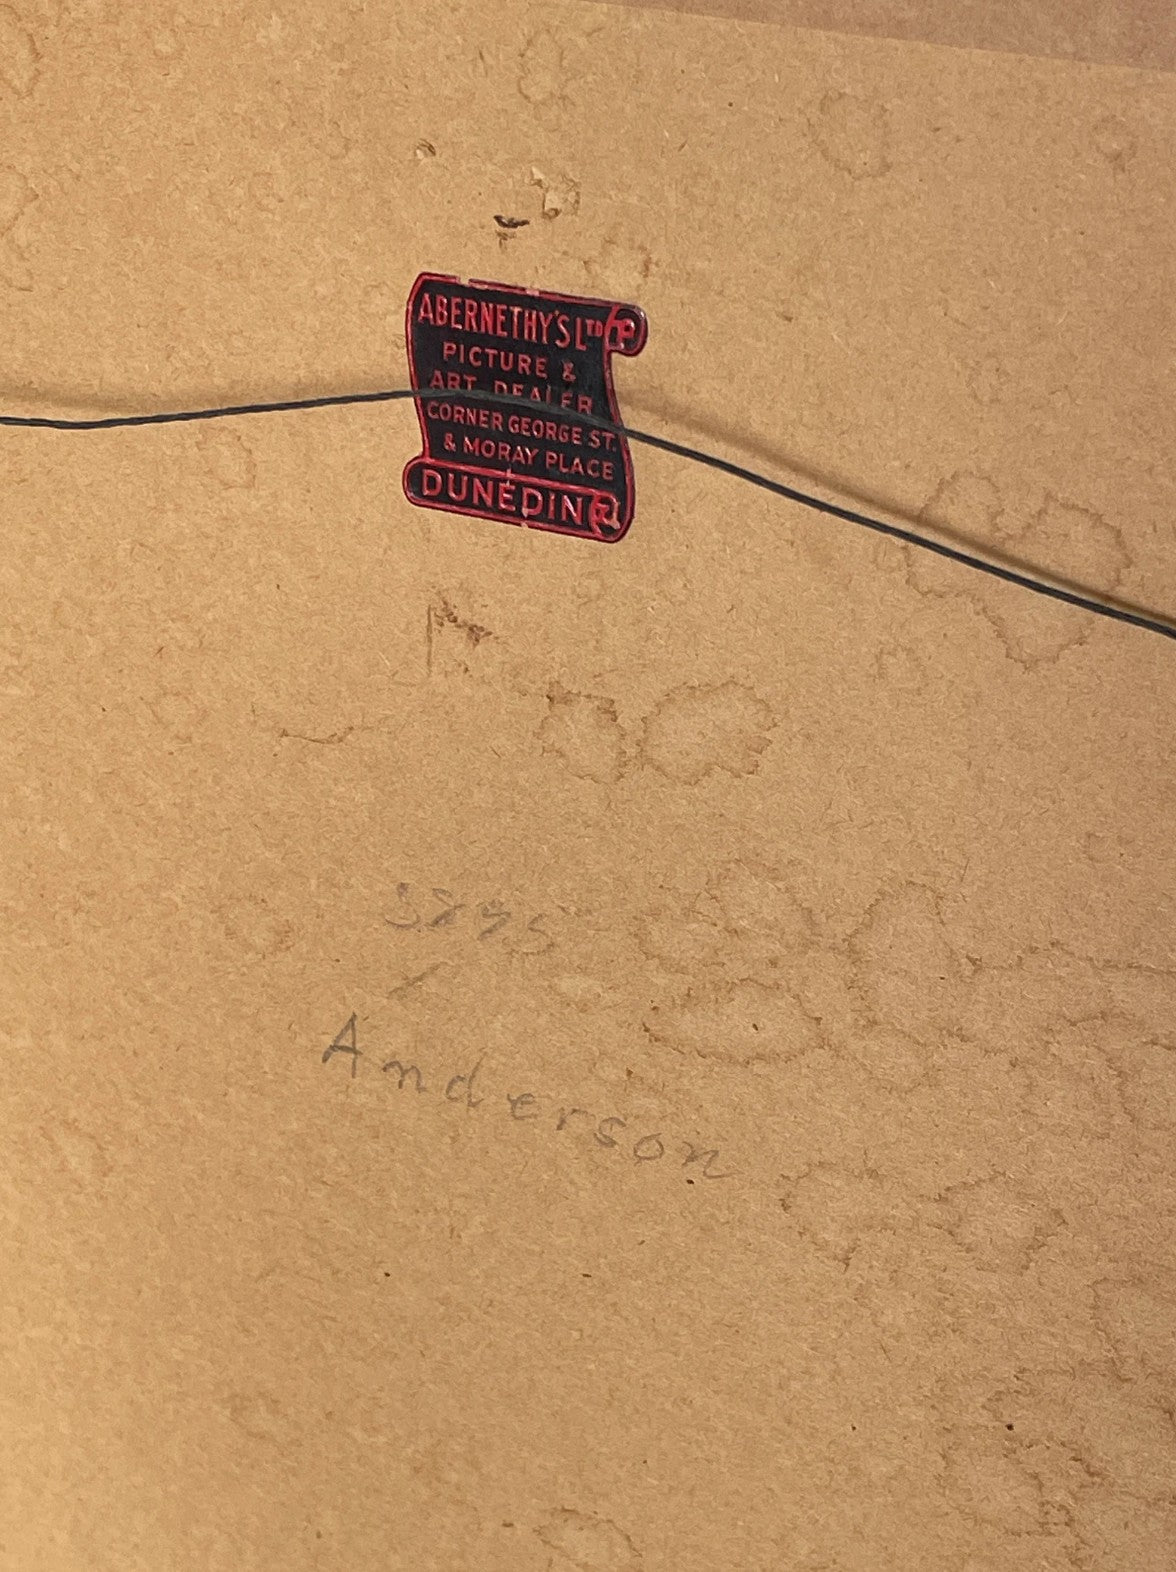 ABERNETHY'S LTD
PICTURE &
ART DEALER
CORNER GEORGE ST.
& MORAY PLACE
DUNEDIN
Anderson